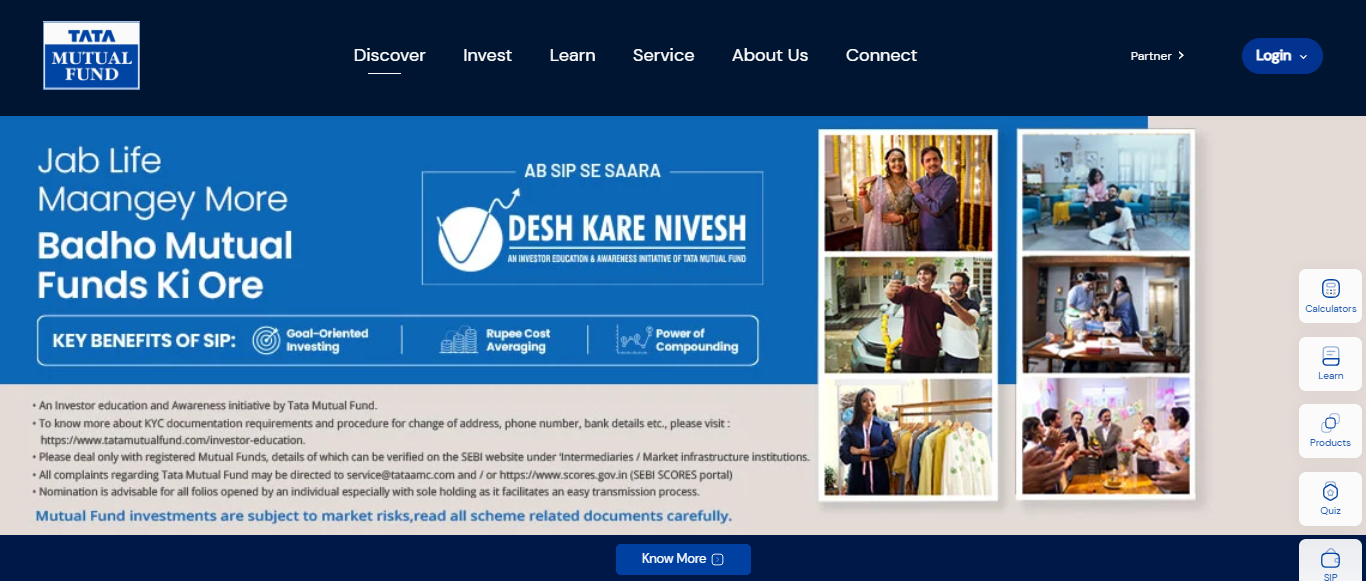 TATA
MUTUAL
FUND
Discover
Invest
Learn
Service
About Us
Connect
Partner
Login
Jab Life
Maangey More
Badho Mutual
Funds Ki Ore
AB SIP SE SAARA
DESH KARE NIVESH
AN INVESTOR EDUCATION & AWARENESS INITIATIVE OF TATA MUTUAL FUND
KEY BENEFITS OF SIP:
Goal-Oriented
Investing
Rupee Cost
Averaging
Power of
Compounding
• An Investor education and Awareness initiative by Tata Mutual Fund.
• To know more about KYC documentation requirements and procedure for change of address, phone number, bank details etc., please visit :
https://www.tatamutualfund.com/investor-education.
• Please deal only with registered Mutual Funds, details of which can be verified on the SEBI website under 'Intermediaries / Market infrastructure institutions.
• All complaints regarding Tata Mutual Fund may be directed to service@tataamc.com and / or https://www.scores.gov.in (SEBI SCORES portal)
• Nomination is advisable for all folios opened by an individual especially with sole holding as it facilitates an easy transmission process.
Mutual Fund investments are subject to market risks,read all scheme related documents carefully.
Calculators
Learn
Products
Quiz
SIP
Know More